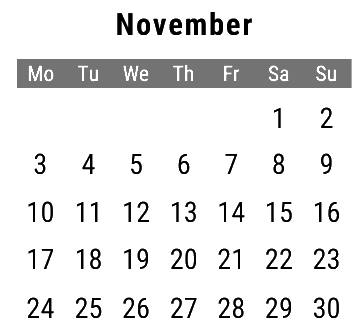 November
Mo Tu We Th Fr Sa Su
1 2
3 4 5 6 7 8 9
10 11 12 13 14 15 16
17 18 19 20 21 22 23
24 25 26 27 28 29 30